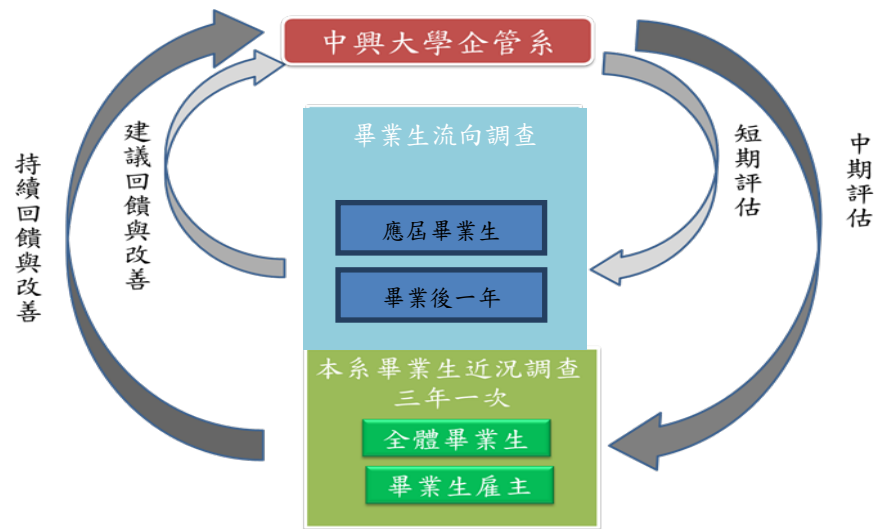 中興大學企管系
畢業生流向調查
應屆畢業生
畢業後一年
本系畢業生近況調查
三年一次
全體畢業生
畢業生雇主
持續回饋與改善
建議回饋與改善
短期評估
中期評估